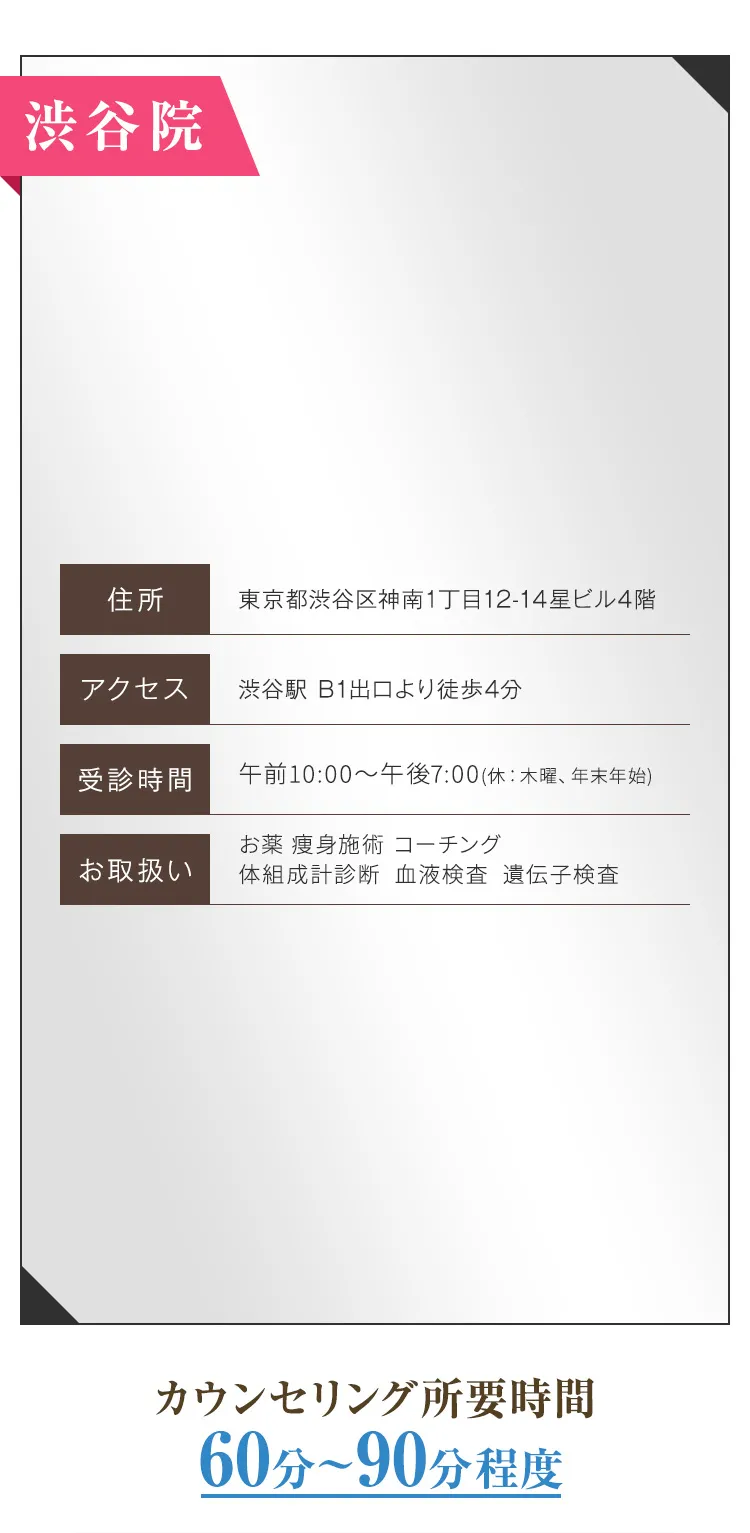 渋谷院
住所
東京都渋谷区神南1丁目12-14星ビル4階
アクセス
渋谷駅 B1出口より徒歩4分
受診時間
午前10:00〜午後7:00(休：木曜、年末年始)
お取扱い
お薬 痩身施術 コーチング
体組成計診断 血液検査 遺伝子検査
カウンセリング所要時間
60分~90分程度